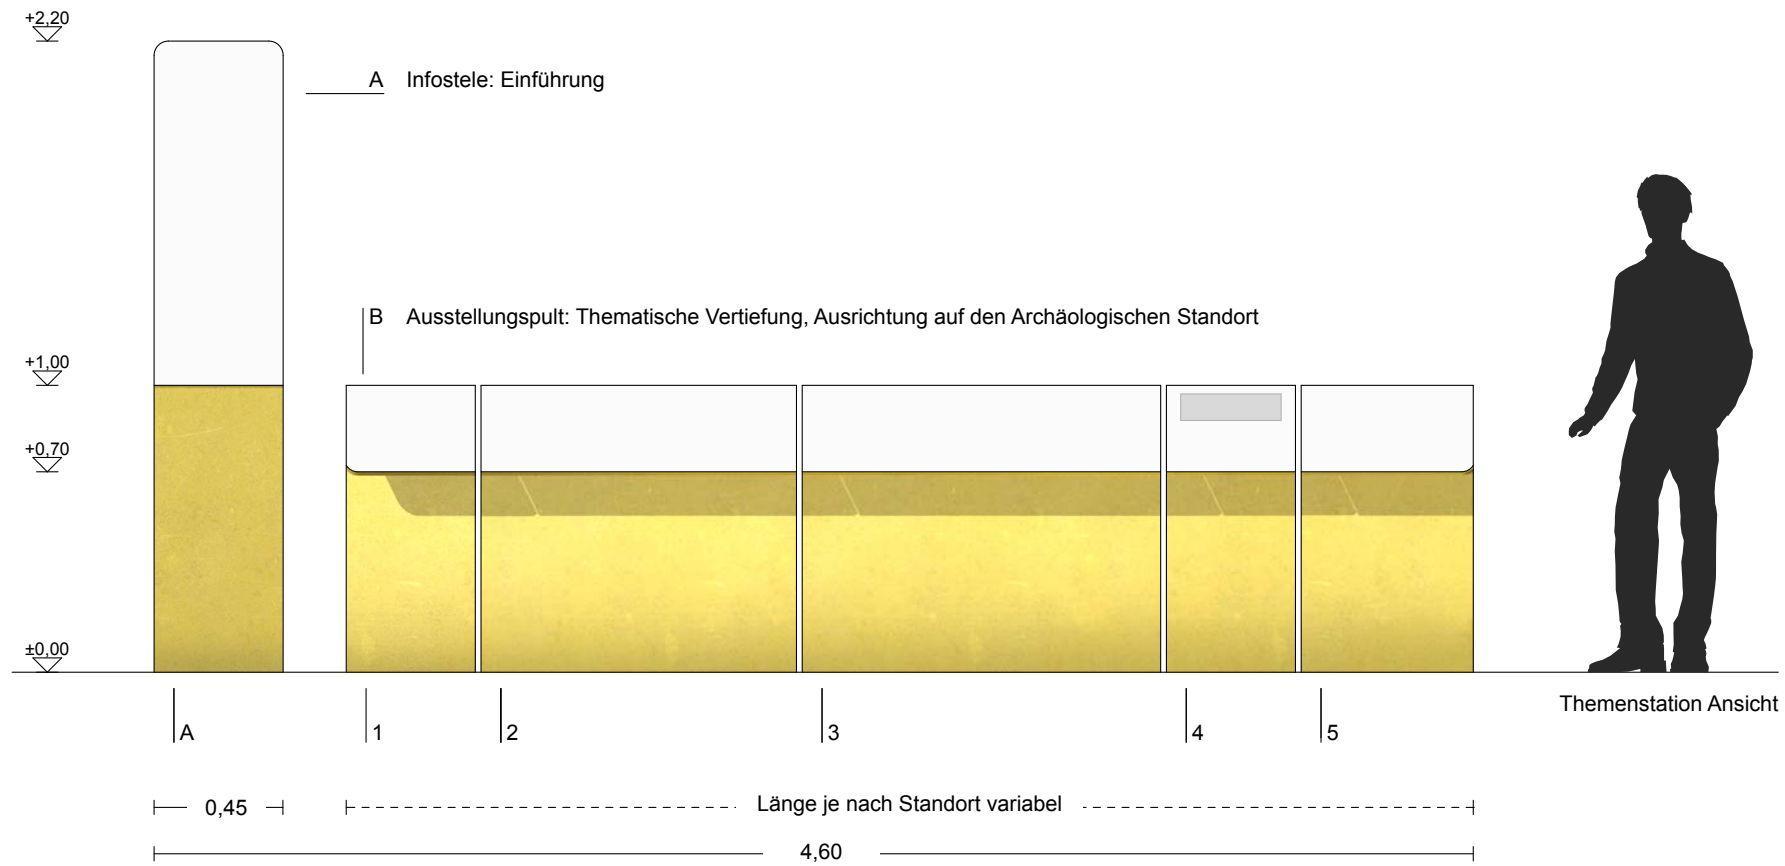 +2,20
A Infostele: Einführung
B Ausstellungspult: Thematische Vertiefung, Ausrichtung auf den Archäologischen Standort
+1,00
+0,70
±0,00
Themenstation Ansicht
A 1 2 3 4 5
0,45 Länge je nach Standort variabel
4,60